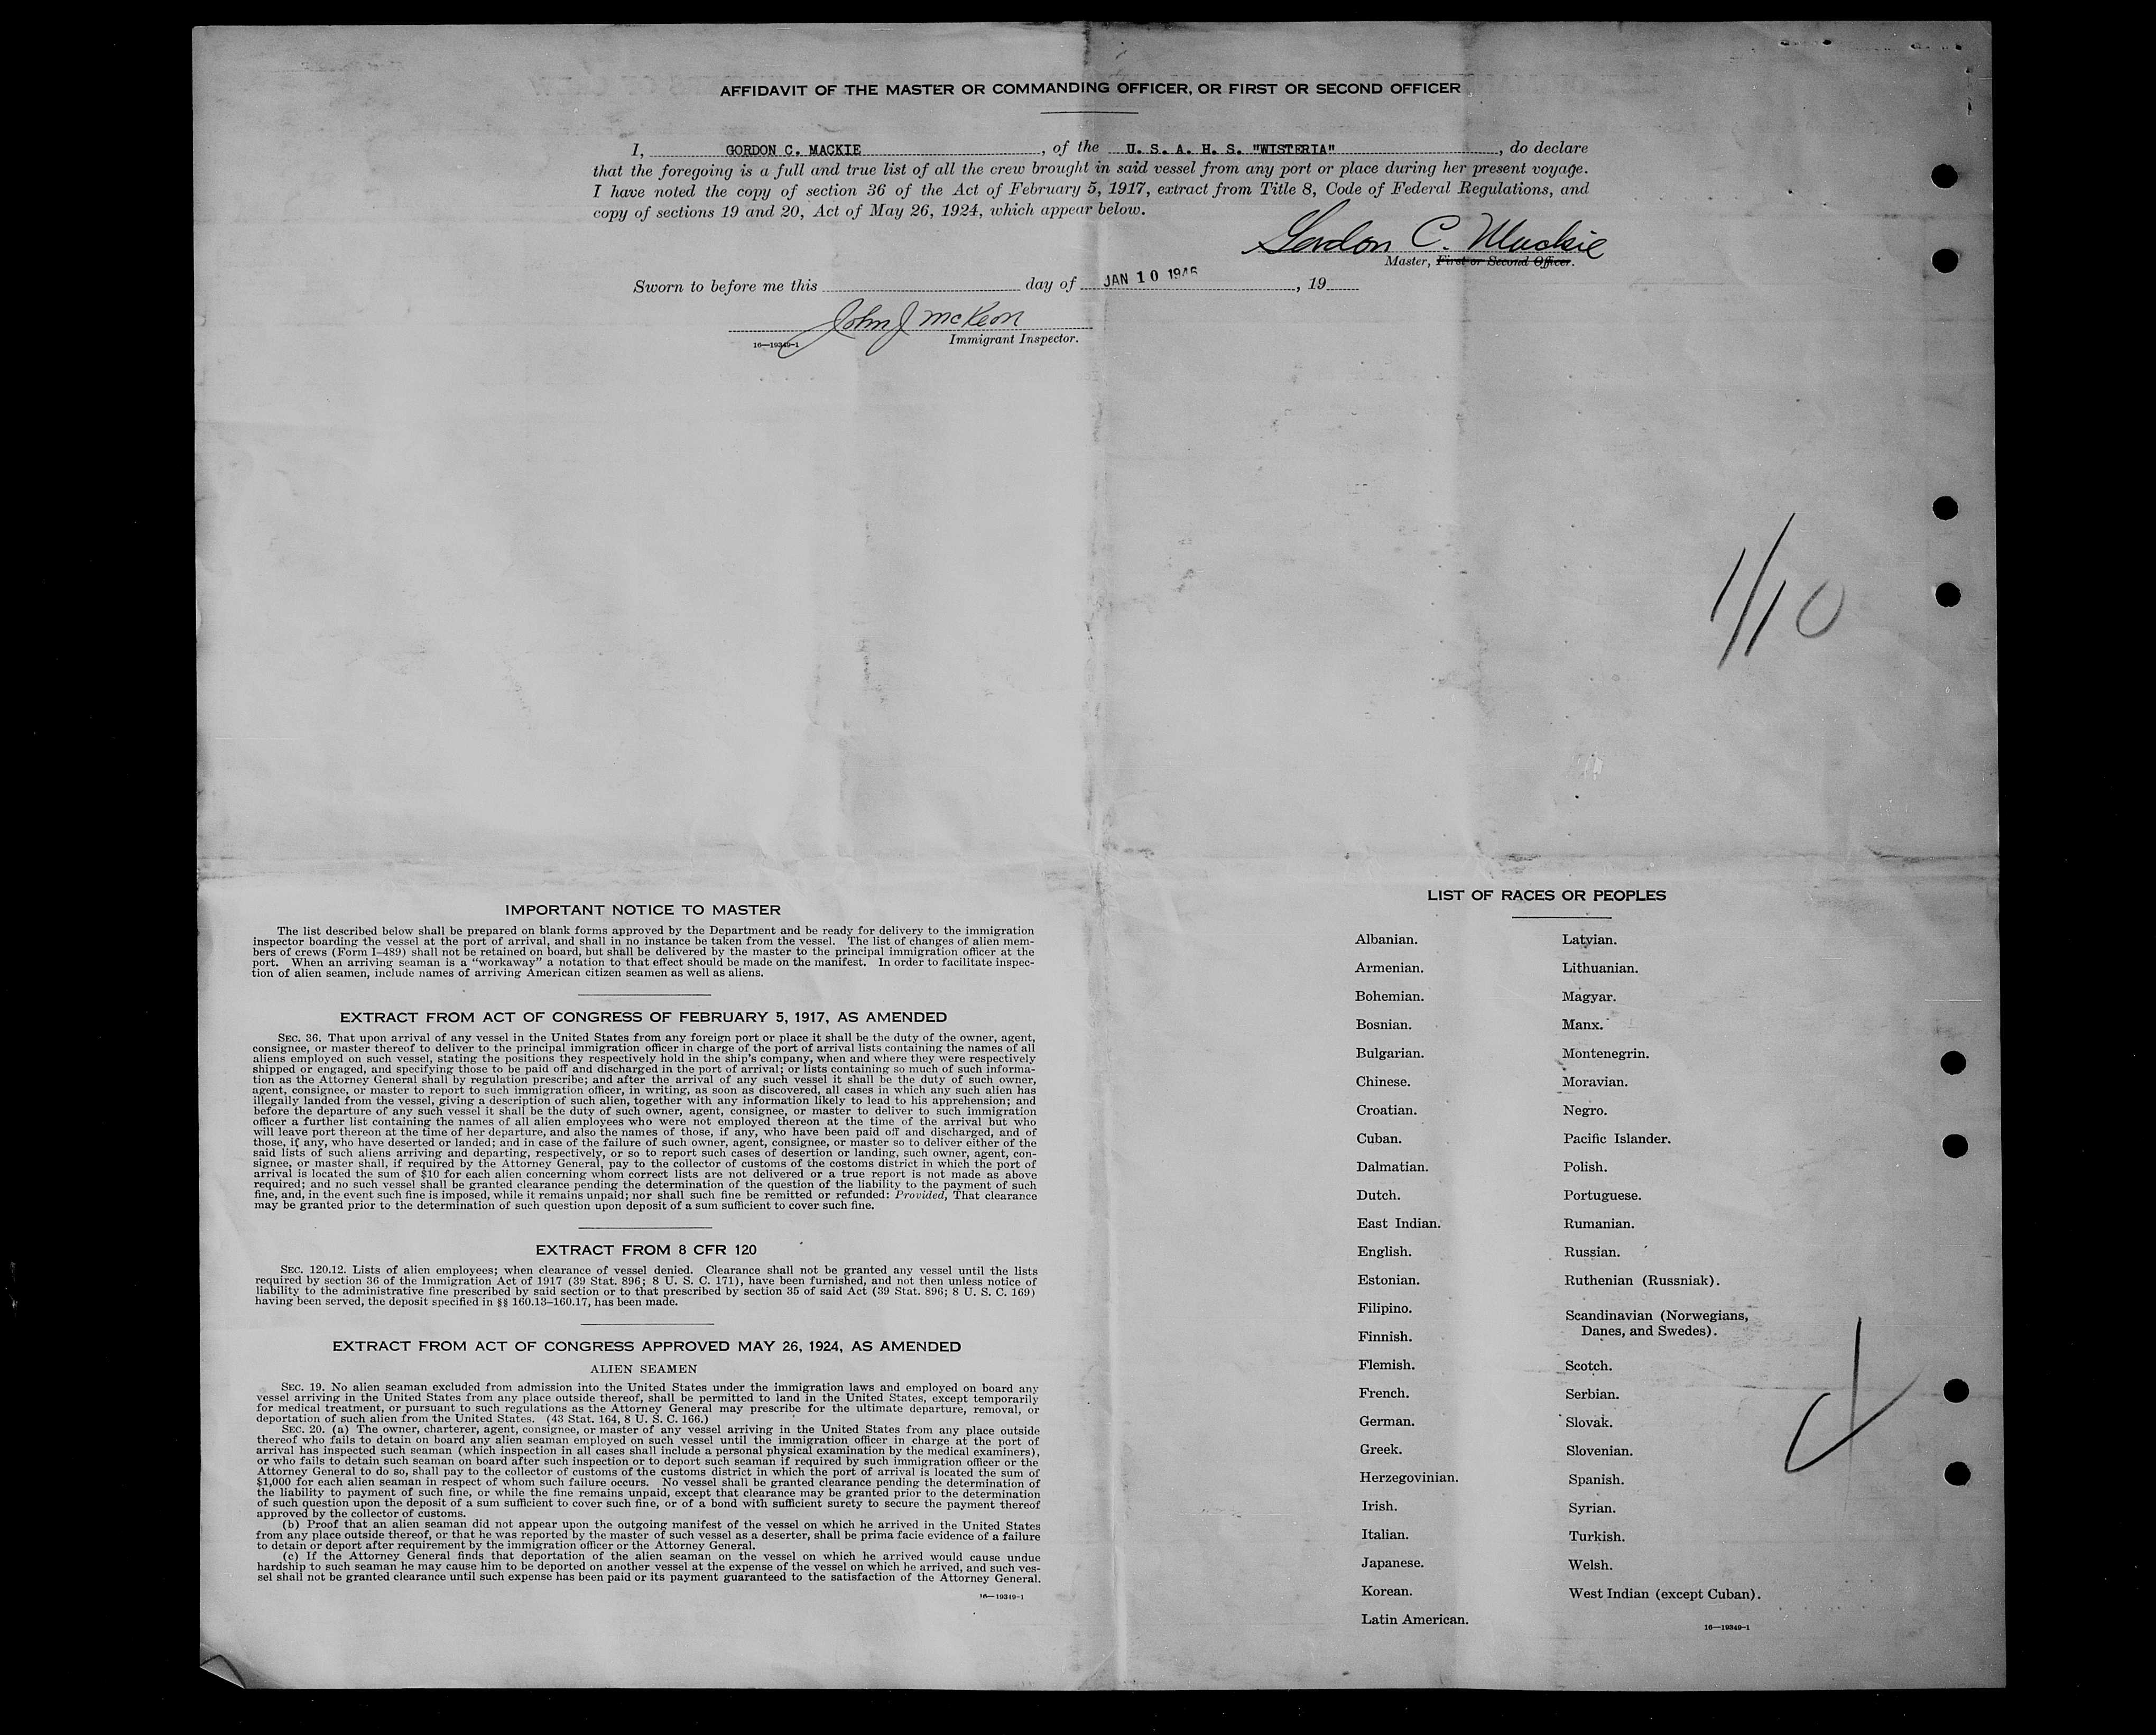 AFFIDAVIT OF THE MASTER OR COMMANDING OFFICER, OR FIRST OR SECOND OFFICER
I, GORDON C. MACKIE, of the U. S. A. H. S. "WISTERIA", do declare
that the foregoing is a full and true list of all the crew brought in said vessel from any port or place during her present voyage.
I have noted the copy of section 36 of the Act of February 5, 1917, extract from Title 8, Code of Federal Regulations, and
copy of sections 19 and 20, Act of May 26, 1924, which appear below.
Gordon C. Mackie
Master, First or Second Officer.
Sworn to before me this day of JAN 10 1946, 19
John J McKeon
16—19349-1 Immigrant Inspector.
1/10
IMPORTANT NOTICE TO MASTER
The list described below shall be prepared on blank forms approved by the Department and be ready for delivery to the immigration
inspector boarding the vessel at the port of arrival, and shall in no instance be taken from the vessel. The list of changes of alien mem-
bers of crews (Form I-489) shall not be retained on board, but shall be delivered by the master to the principal immigration officer at the
port. When an arriving seaman is a "workaway" a notation to that effect should be made on the manifest. In order to facilitate inspec-
tion of alien seamen, include names of arriving American citizen seamen as well as aliens.
EXTRACT FROM ACT OF CONGRESS OF FEBRUARY 5, 1917, AS AMENDED
SEC. 36. That upon arrival of any vessel in the United States from any foreign port or place it shall be the duty of the owner, agent,
consignee, or master thereof to deliver to the principal immigration officer in charge of the port of arrival lists containing the names of all
aliens employed on such vessel, stating the positions they respectively hold in the ship's company, when and where they were respectively
shipped or engaged, and specifying those to be paid off and discharged in the port of arrival; or lists containing so much of such informa-
tion as the Attorney General shall by regulation prescribe; and after the arrival of any such vessel it shall be the duty of such owner,
agent, consignee, or master to report to such immigration officer, in writing, as soon as discovered, all cases in which any such alien has
illegally landed from the vessel, giving a description of such alien, together with any information likely to lead to his apprehension; and
before the departure of any such vessel it shall be the duty of such owner, agent, consignee, or master to deliver to such immigration
officer a further list containing the names of all alien employees who were not employed thereon at the time of the arrival but who
will leave port thereon at the time of her departure, and also the names of those, if any, who have been paid off and discharged, and of
those, if any, who have deserted or landed; and in case of the failure of such owner, agent, consignee, or master so to deliver either of the
said lists of such aliens arriving and departing, respectively, or so to report such cases of desertion or landing, such owner, agent, con-
signee, or master shall, if required by the Attorney General, pay to the collector of customs of the costoms district in which the port of
arrival is located the sum of $10 for each alien concerning whom correct lists are not delivered or a true report is not made as above
required; and no such vessel shall be granted clearance pending the determination of the question of the liability to the payment of such
fine, and, in the event such fine is imposed, while it remains unpaid; nor shall such fine be remitted or refunded: Provided, That clearance
may be granted prior to the determination of such question upon deposit of a sum sufficient to cover such fine.
EXTRACT FROM 8 CFR 120
SEC. 120.12. Lists of alien employees; when clearance of vessel denied. Clearance shall not be granted any vessel until the lists
required by section 36 of the Immigration Act of 1917 (39 Stat. 896; 8 U. S. C. 171), have been furnished, and not then unless notice of
liability to the administrative fine prescribed by said section or to that prescribed by section 35 of said Act (39 Stat. 896; 8 U. S. C. 169)
having been served, the deposit specified in §§ 160.13–160.17, has been made.
EXTRACT FROM ACT OF CONGRESS APPROVED MAY 26, 1924, AS AMENDED
ALIEN SEAMEN
SEC. 19. No alien seaman excluded from admission into the United States under the immigration laws and employed on board any
vessel arriving in the United States from any place outside thereof, shall be permitted to land in the United States, except temporarily
for medical treatment, or pursuant to such regulations as the Attorney General may prescribe for the ultimate departure, removal, or
deportation of such alien from the United States. (43 Stat. 164, 8 U. S. C. 166.)
SEC. 20. (a) The owner, charterer, agent, consignee, or master of any vessel arriving in the United States from any place outside
thereof who fails to detain on board any alien seaman employed on such vessel until the immigration officer in charge at the port of
arrival has inspected such seaman (which inspection in all cases shall include a personal physical examination by the medical examiners),
or who fails to detain such seaman on board after such inspection or to deport such seaman if required by such immigration officer or the
Attorney General to do so, shall pay to the collector of customs of the customs district in which the port of arrival is located the sum of
$1,000 for each alien seaman in respect of whom such failure occurs. No vessel shall be granted clearance pending the determination of
the liability to payment of such fine, or while the fine remains unpaid, except that clearance may be granted prior to the determination
of such question upon the deposit of a sum sufficient to cover such fine, or of a bond with sufficient surety to secure the payment thereof
approved by the collector of customs.
(b) Proof that an alien seaman did not appear upon the outgoing manifest of the vessel on which he arrived in the United States
from any place outside thereof, or that he was reported by the master of such vessel as a deserter, shall be prima facie evidence of a failure
to detain or deport after requirement by the immigration officer or the Attorney General.
(c) If the Attorney General finds that deportation of the alien seaman on the vessel on which he arrived would cause undue
hardship to such seaman he may cause him to be deported on another vessel at the expense of the vessel on which he arrived, and such ves-
sel shall not be granted clearance until such expense has been paid or its payment guaranteed to the satisfaction of the Attorney General.
16—19349-1
LIST OF RACES OR PEOPLES
Albanian.
Armenian.
Bohemian.
Bosnian.
Bulgarian.
Chinese.
Croatian.
Cuban.
Dalmatian.
Dutch.
East Indian.
English.
Estonian.
Filipino.
Finnish.
Flemish.
French.
German.
Greek.
Herzegovinian.
Irish.
Italian.
Japanese.
Korean.
Latin American.
Latvian.
Lithuanian.
Magyar.
Manx.
Montenegrin.
Moravian.
Negro.
Pacific Islander.
Polish.
Portuguese.
Rumanian.
Russian.
Ruthenian (Russniak).
Scandinavian (Norwegians,
Danes, and Swedes).
Scotch.
Serbian.
Slovak.
Slovenian.
Spanish.
Syrian.
Turkish.
Welsh.
West Indian (except Cuban).
16—19349-1